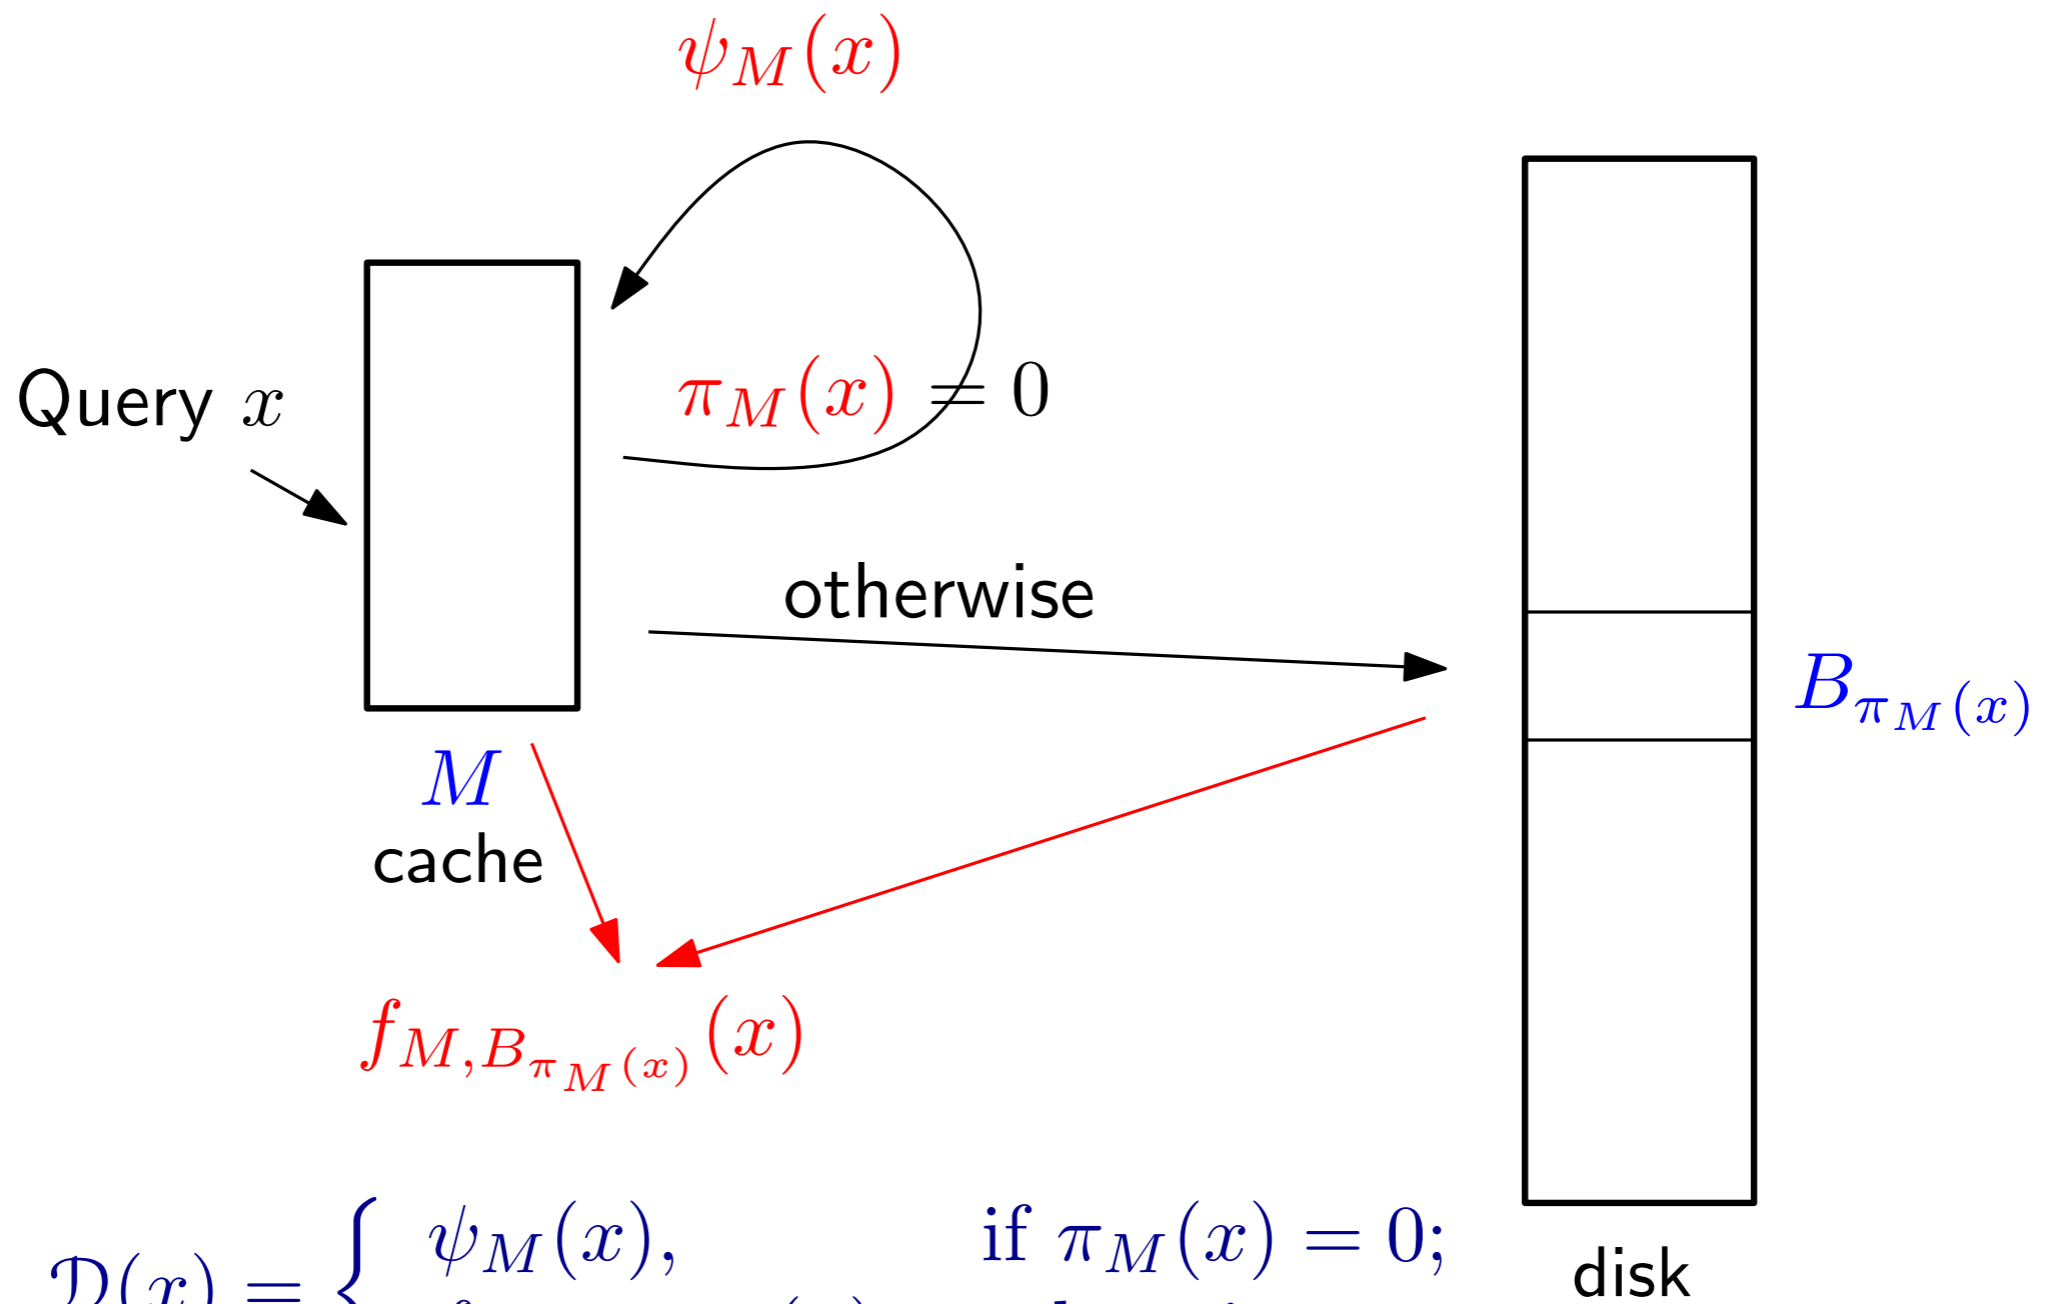 ψ_M(x)
Query x
π_M(x) = 0
otherwise
B_{π_M(x)}
M
cache
f_{M,B_{π_M(x)}}(x)
𝒟(x) = { ψ_M(x), if π_M(x) = 0;
disk